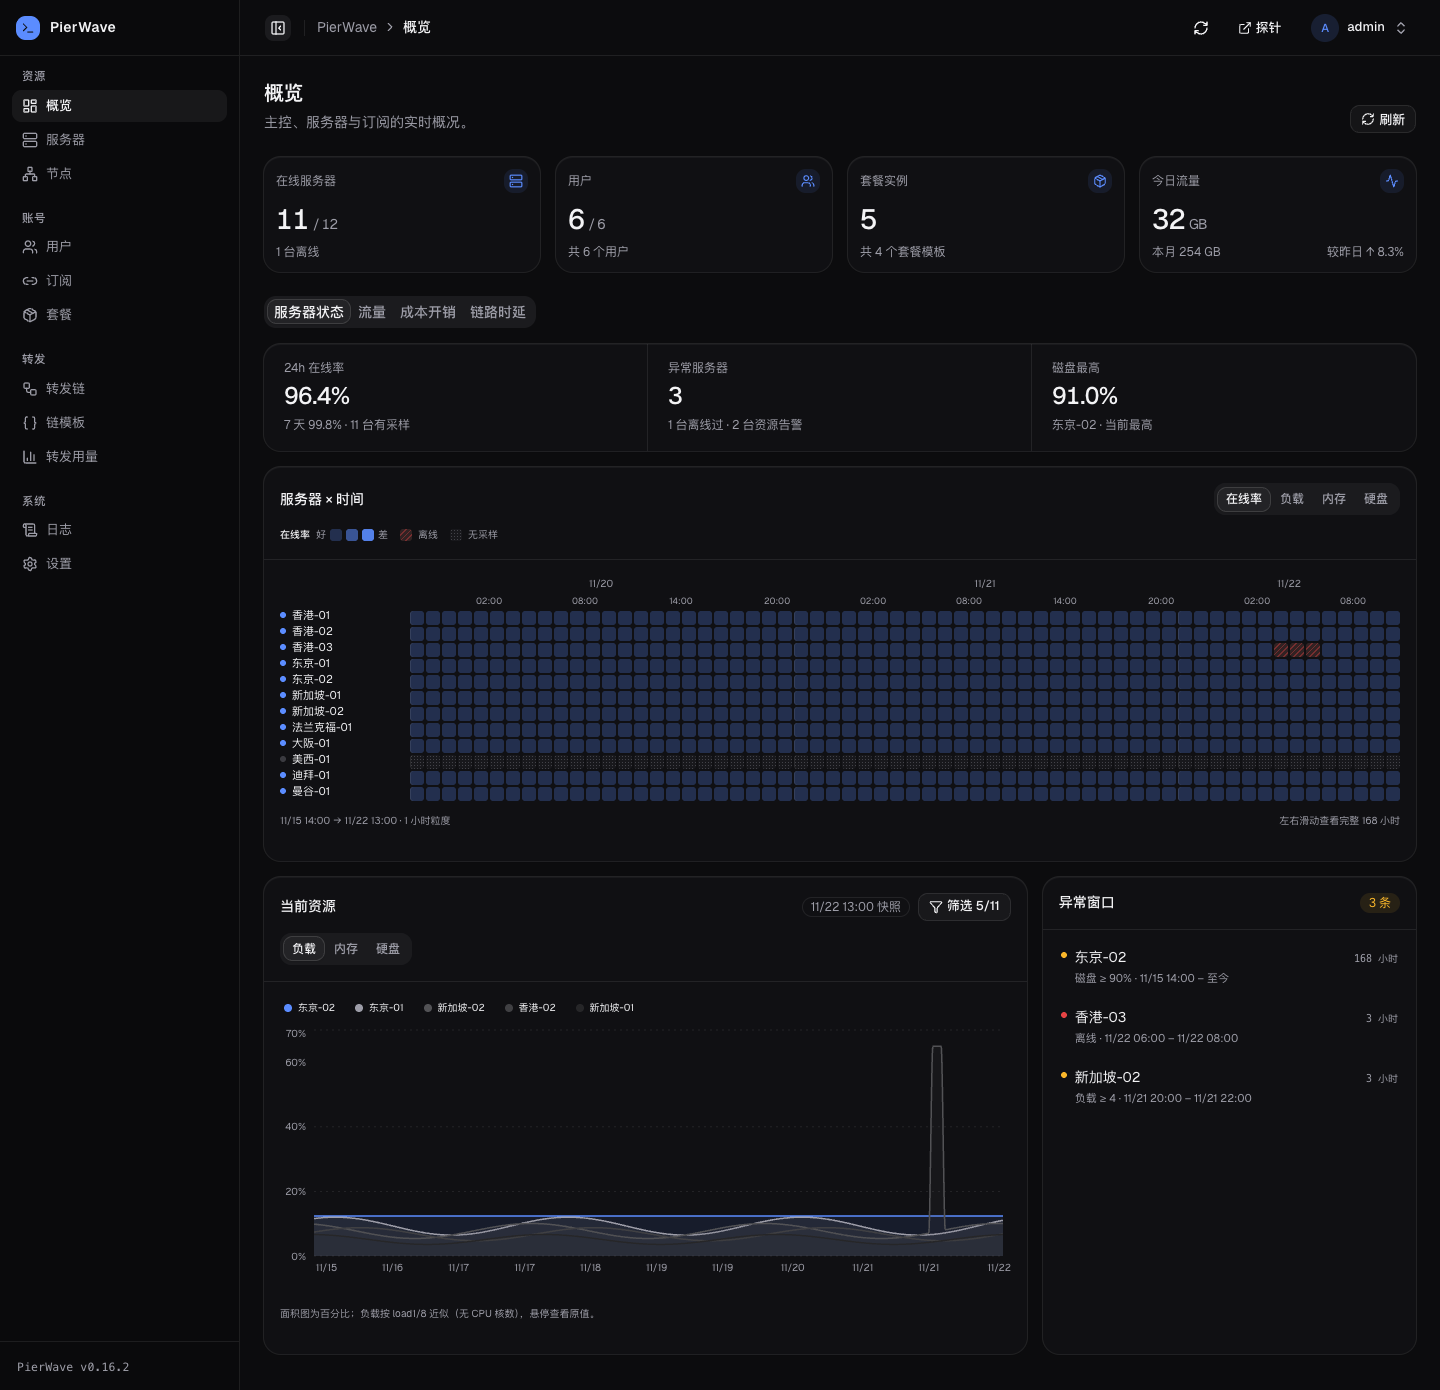 PierWave
PierWave > 概览
探针
A admin
资源
概览
服务器
节点
账号
用户
订阅
套餐
转发
转发链
链模板
转发用量
系统
日志
设置
PierWave v0.16.2
概览
主控、服务器与订阅的实时概况。
刷新
在线服务器
11 / 12
1 台离线
用户
6 / 6
共 6 个用户
套餐实例
5
共 4 个套餐模板
今日流量
32 GB
本月 254 GB 较昨日 ↑ 8.3%
服务器状态 流量 成本开销 链路时延
24h 在线率
96.4%
7 天 99.8% · 11 台有采样
异常服务器
3
1 台离线过 · 2 台资源告警
磁盘最高
91.0%
东京-02 · 当前最高
服务器 × 时间
在线率 负载 内存 硬盘
在线率 好 差 离线 无采样
11/20 11/21 11/22
02:00 08:00 14:00 20:00 02:00 08:00 14:00 20:00 02:00 08:00
香港-01
香港-02
香港-03
东京-01
东京-02
新加坡-01
新加坡-02
法兰克福-01
大阪-01
美西-01
迪拜-01
曼谷-01
11/15 14:00 → 11/22 13:00 · 1 小时粒度
左右滑动查看完整 168 小时
当前资源
11/22 13:00 快照
筛选 5/11
负载 内存 硬盘
东京-02 东京-01 新加坡-02 香港-02 新加坡-01
70%
60%
40%
20%
0%
11/15 11/16 11/17 11/17 11/18 11/19 11/19 11/20 11/21 11/21 11/22
面积图为百分比；负载按 load1/8 近似（无 CPU 核数），悬停查看原值。
异常窗口
3 条
东京-02
168 小时
磁盘 ≥ 90% · 11/15 14:00 – 至今
香港-03
3 小时
离线 · 11/22 06:00 – 11/22 08:00
新加坡-02
3 小时
负载 ≥ 4 · 11/21 20:00 – 11/21 22:00